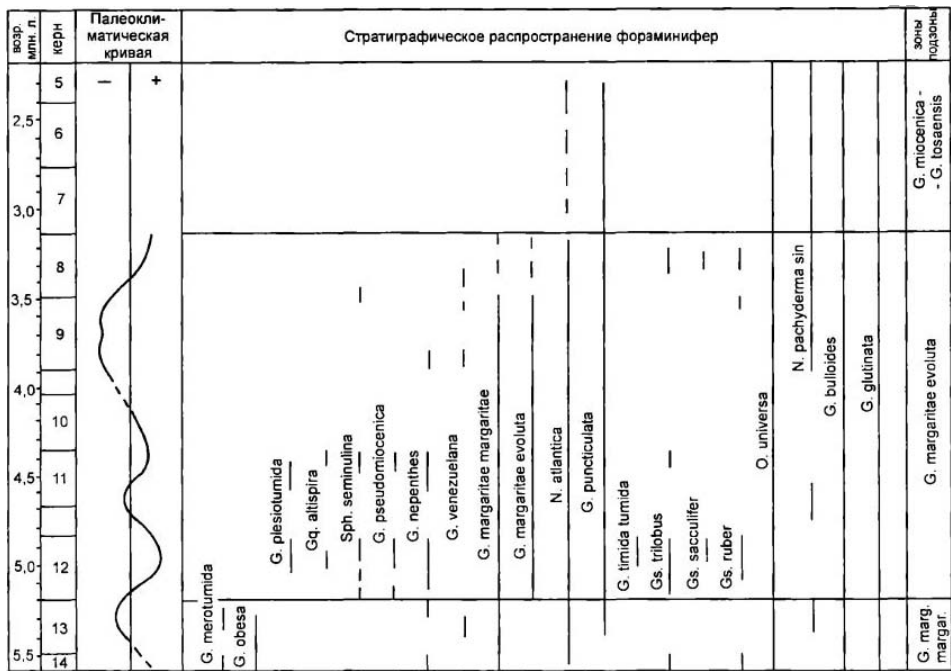 возр. млн. л.
керн
Палеокли-
матическая
кривая
Стратиграфическое распространение фораминифер
зоны
подзоны
– +
5
2,5
6
7
3,0
8
3,5
9
4,0
10
11
4,5
5,0
12
13
5,5
14
G. merotumida
G. obesa
G. plesiotumida
Gq. altispira
Sph. seminulina
G. pseudomiocenica
G. nepenthes
G. venezuelana
G. margaritae margaritae
G. margaritae evoluta
N. atlantica
G. puncticulata
G. timida tumida
Gs. trilobus
Gs. sacculifer
Gs. ruber
O. universa
N. pachyderma sin
G. bulloides
G. glutinata
G. miocenica -
- G. tosaensis
G. margaritae evoluta
G. marg.
margar.